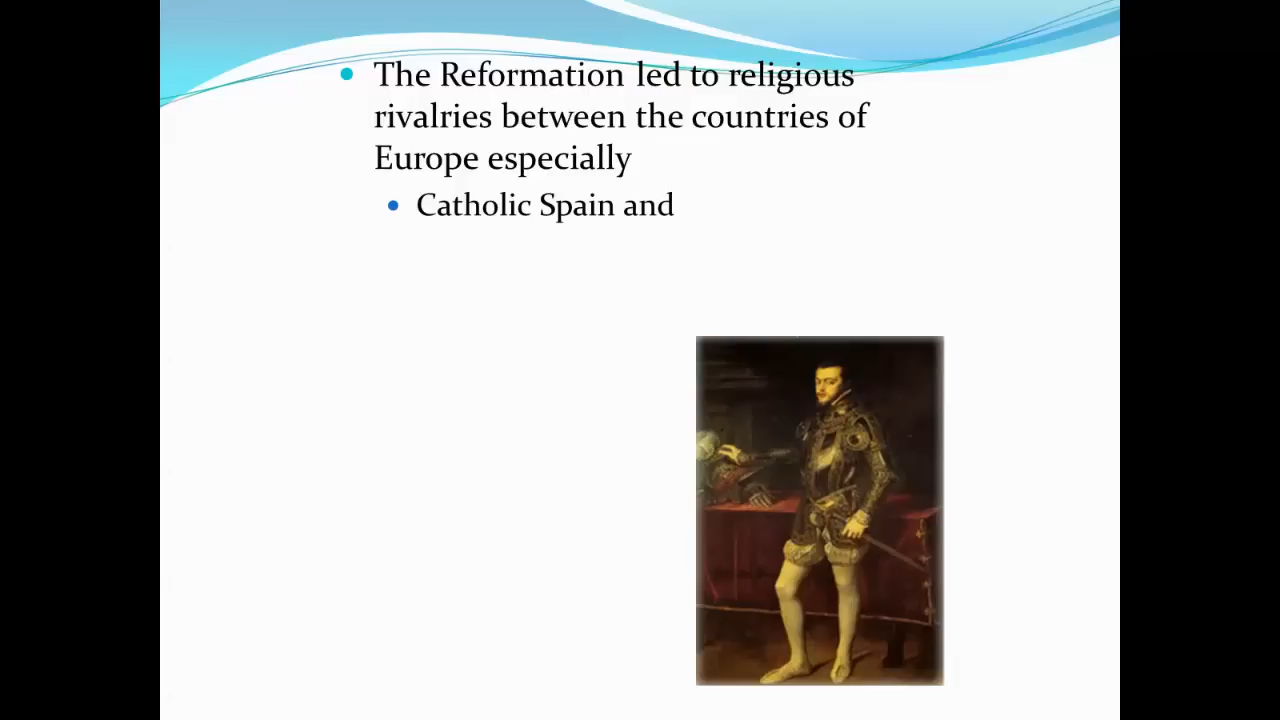 The Reformation led to religious
rivalries between the countries of
Europe especially
Catholic Spain and